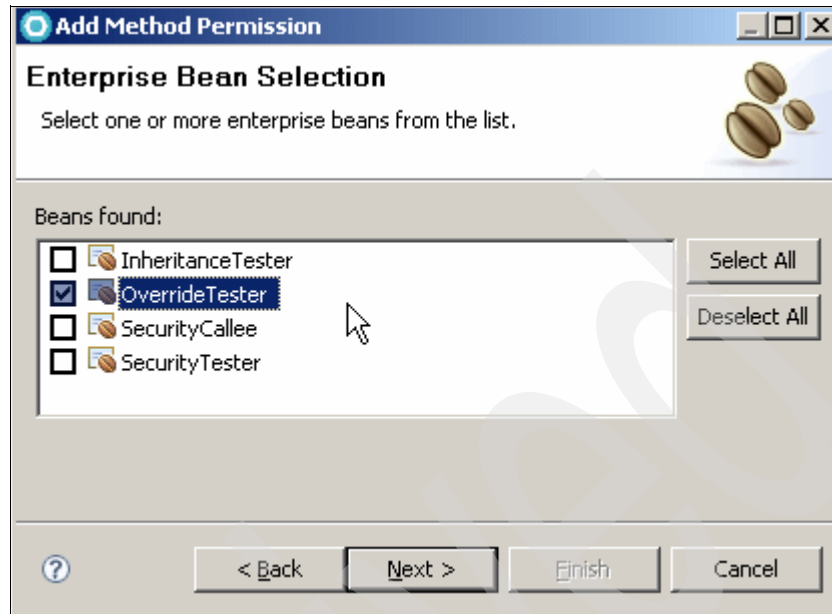 Add Method Permission
Enterprise Bean Selection
Select one or more enterprise beans from the list.
Beans found:
InheritanceTester
OverrideTester
SecurityCallee
SecurityTester
Select All
Deselect All
< Back Next > Finish Cancel